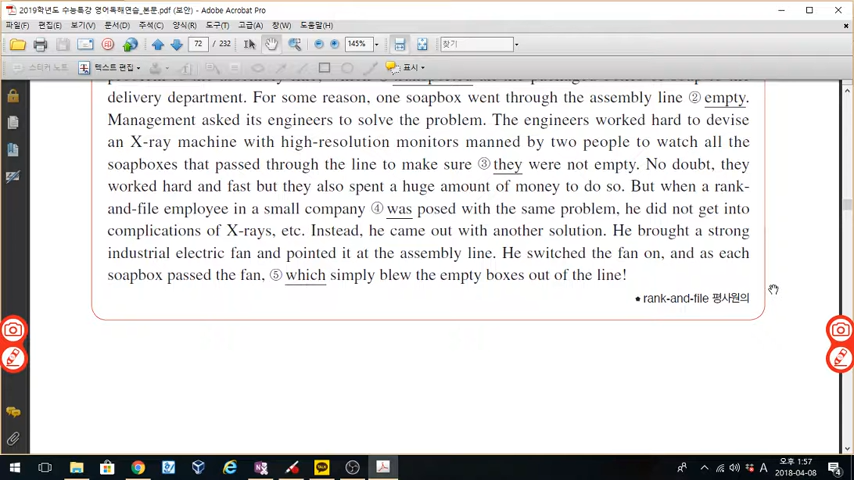 2019학년도 수능특강 영어독해연습_본문.pdf (보안) - Adobe Acrobat Pro
파일(F) 편집(E) 보기(V) 문서(D) 주석(C) 양식(R) 도구(T) 고급(A) 창(W) 도움말(H)
72 / 232 145% 찾기
스티커 노트 텍스트 편집 표시
delivery department. For some reason, one soapbox went through the assembly line ② empty.
Management asked its engineers to solve the problem. The engineers worked hard to devise
an X-ray machine with high-resolution monitors manned by two people to watch all the
soapboxes that passed through the line to make sure ③ they were not empty. No doubt, they
worked hard and fast but they also spent a huge amount of money to do so. But when a rank-
and-file employee in a small company ④ was posed with the same problem, he did not get into
complications of X-rays, etc. Instead, he came out with another solution. He brought a strong
industrial electric fan and pointed it at the assembly line. He switched the fan on, and as each
soapbox passed the fan, ⑤ which simply blew the empty boxes out of the line!
• rank-and-file 평사원의
A 오후 1:57
2018-04-08
4